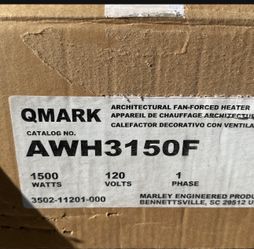 QMARK
ARCHITECTURAL FAN-FORCED HEATER
APPAREIL DE CHAUFFAGE ARCHITECTUR
CALEFACTOR DECORATIVO CON VENTILA
CATALOG NO.
AWH3150F
1500 120 1
WATTS VOLTS PHASE
3502-11201-000
MARLEY ENGINEERED PRODU
BENNETTSVILLE, SC 29512 U